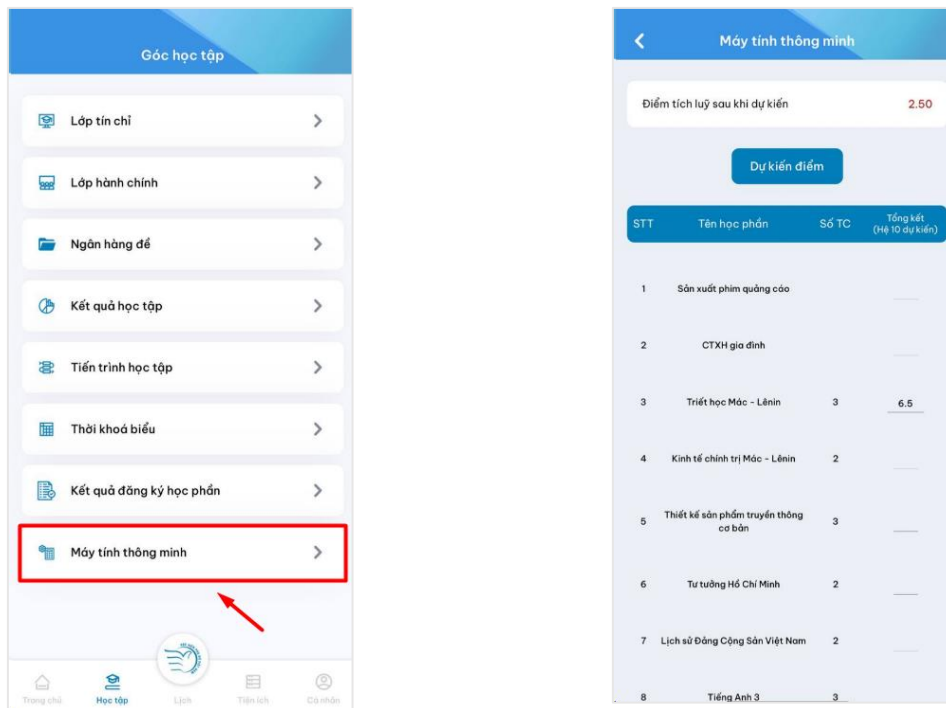 Góc học tập
Lớp tín chỉ
Lớp hành chính
Ngân hàng đề
Kết quả học tập
Tiến trình học tập
Thời khoá biểu
Kết quả đăng ký học phần
Máy tính thông minh
Trang chủ Học tập Lịch Tiện ích Cá nhân
Máy tính thông minh
Điểm tích luỹ sau khi dự kiến 2.50
Dự kiến điểm
STT Tên học phần Số TC Tổng kết
(Hệ 10 dự kiến)
1 Sản xuất phim quảng cáo
2 CTXH gia đình
3 Triết học Mác - Lênin 3 6.5
4 Kinh tế chính trị Mác - Lênin 2
5 Thiết kế sản phẩm truyền thông 3
cơ bản
6 Tư tưởng Hồ Chí Minh 2
7 Lịch sử Đảng Cộng Sản Việt Nam 2
8 Tiếng Anh 3 3